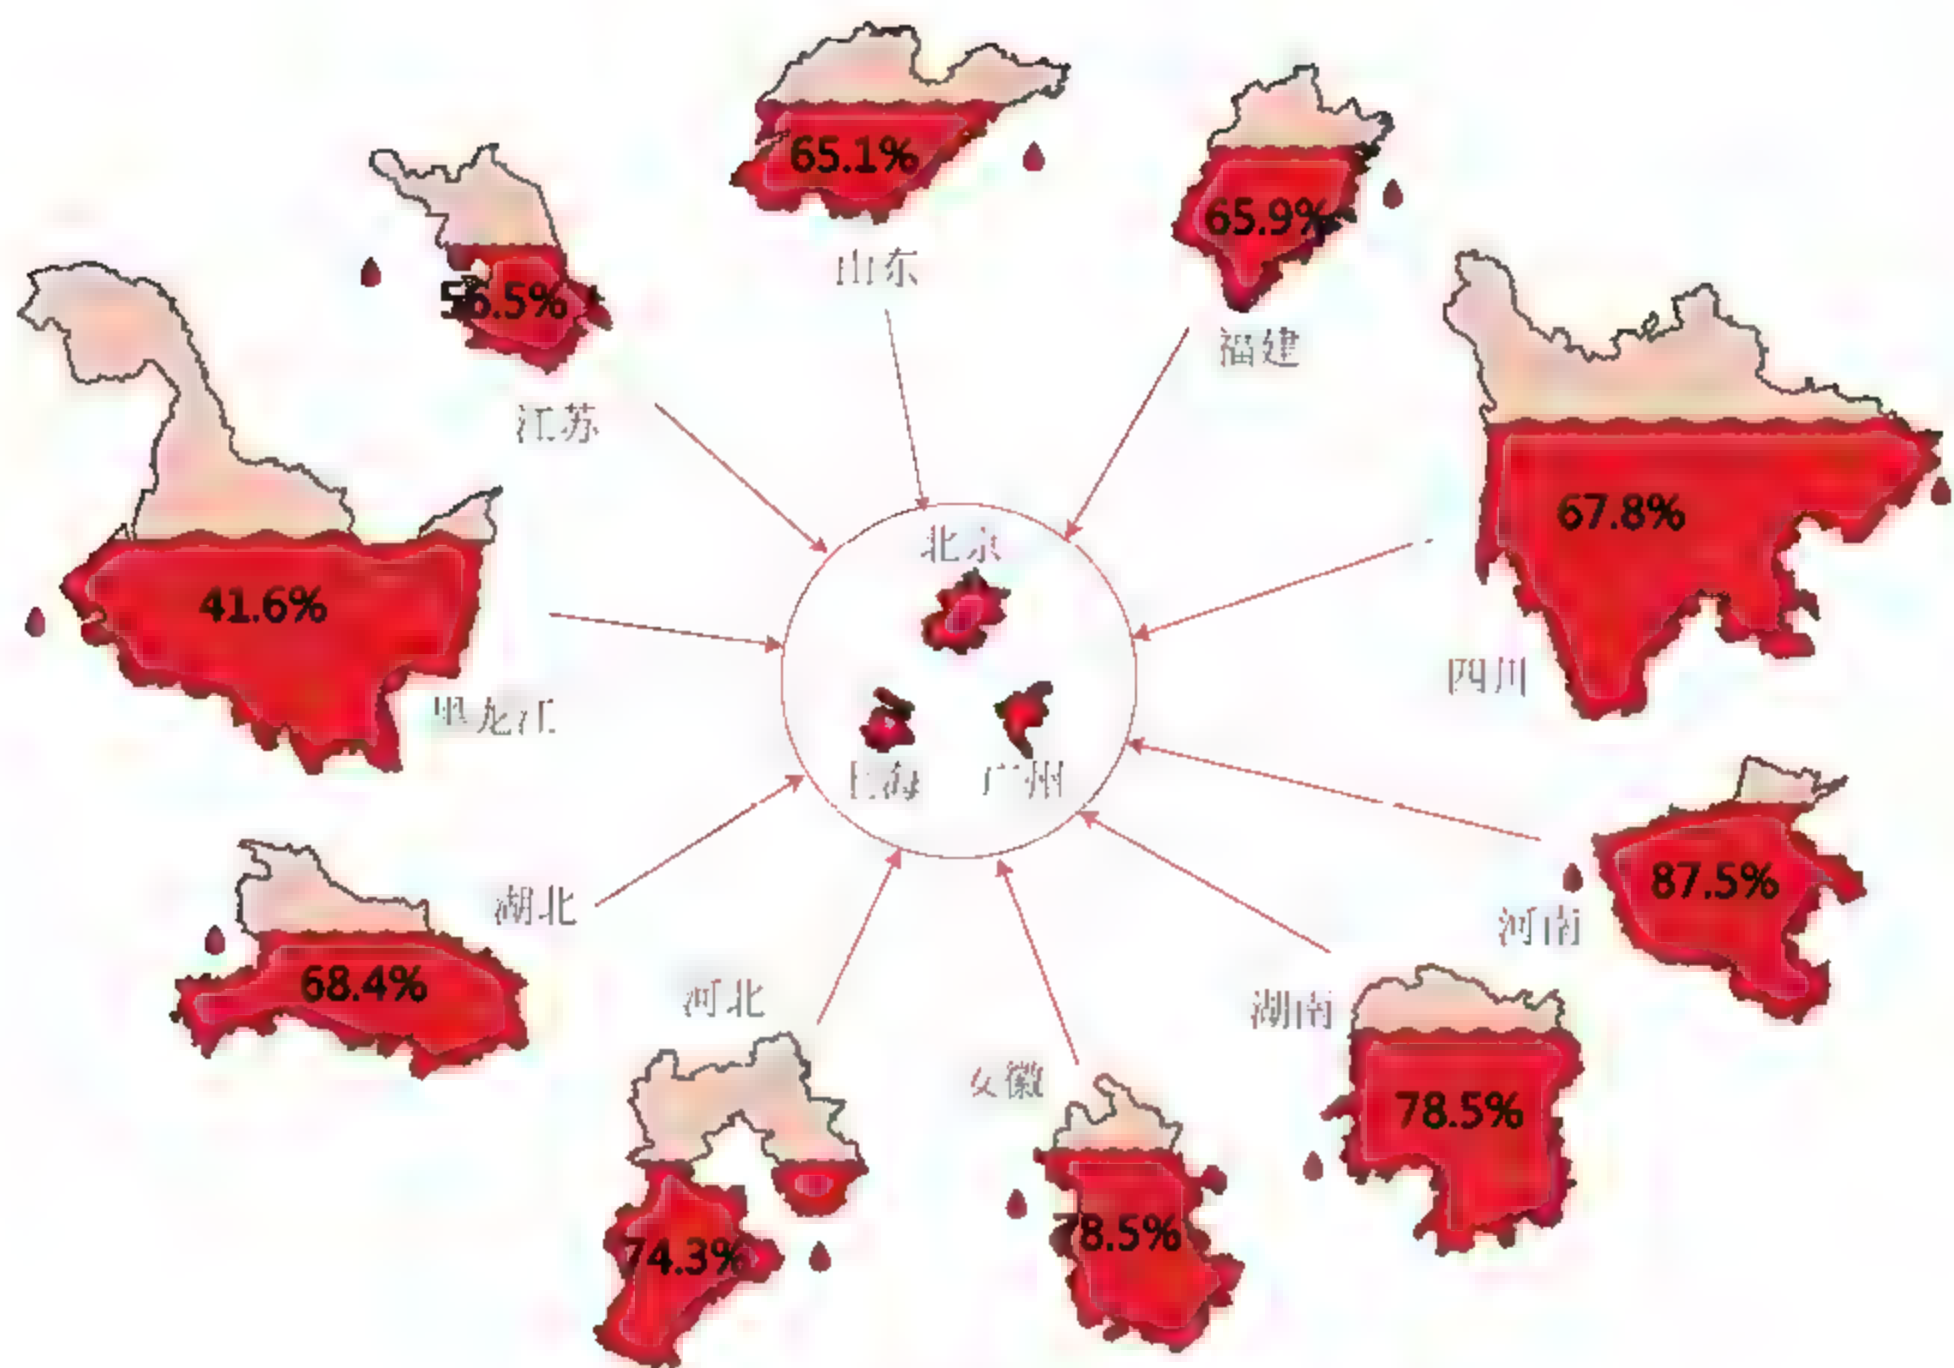 65.1%
山东
65.9%
福建
56.5%
江苏
67.8%
四川
41.6%
黑龙江
北京
上海
广州
87.5%
河南
68.4%
湖北
78.5%
湖南
74.3%
河北
78.5%
安徽